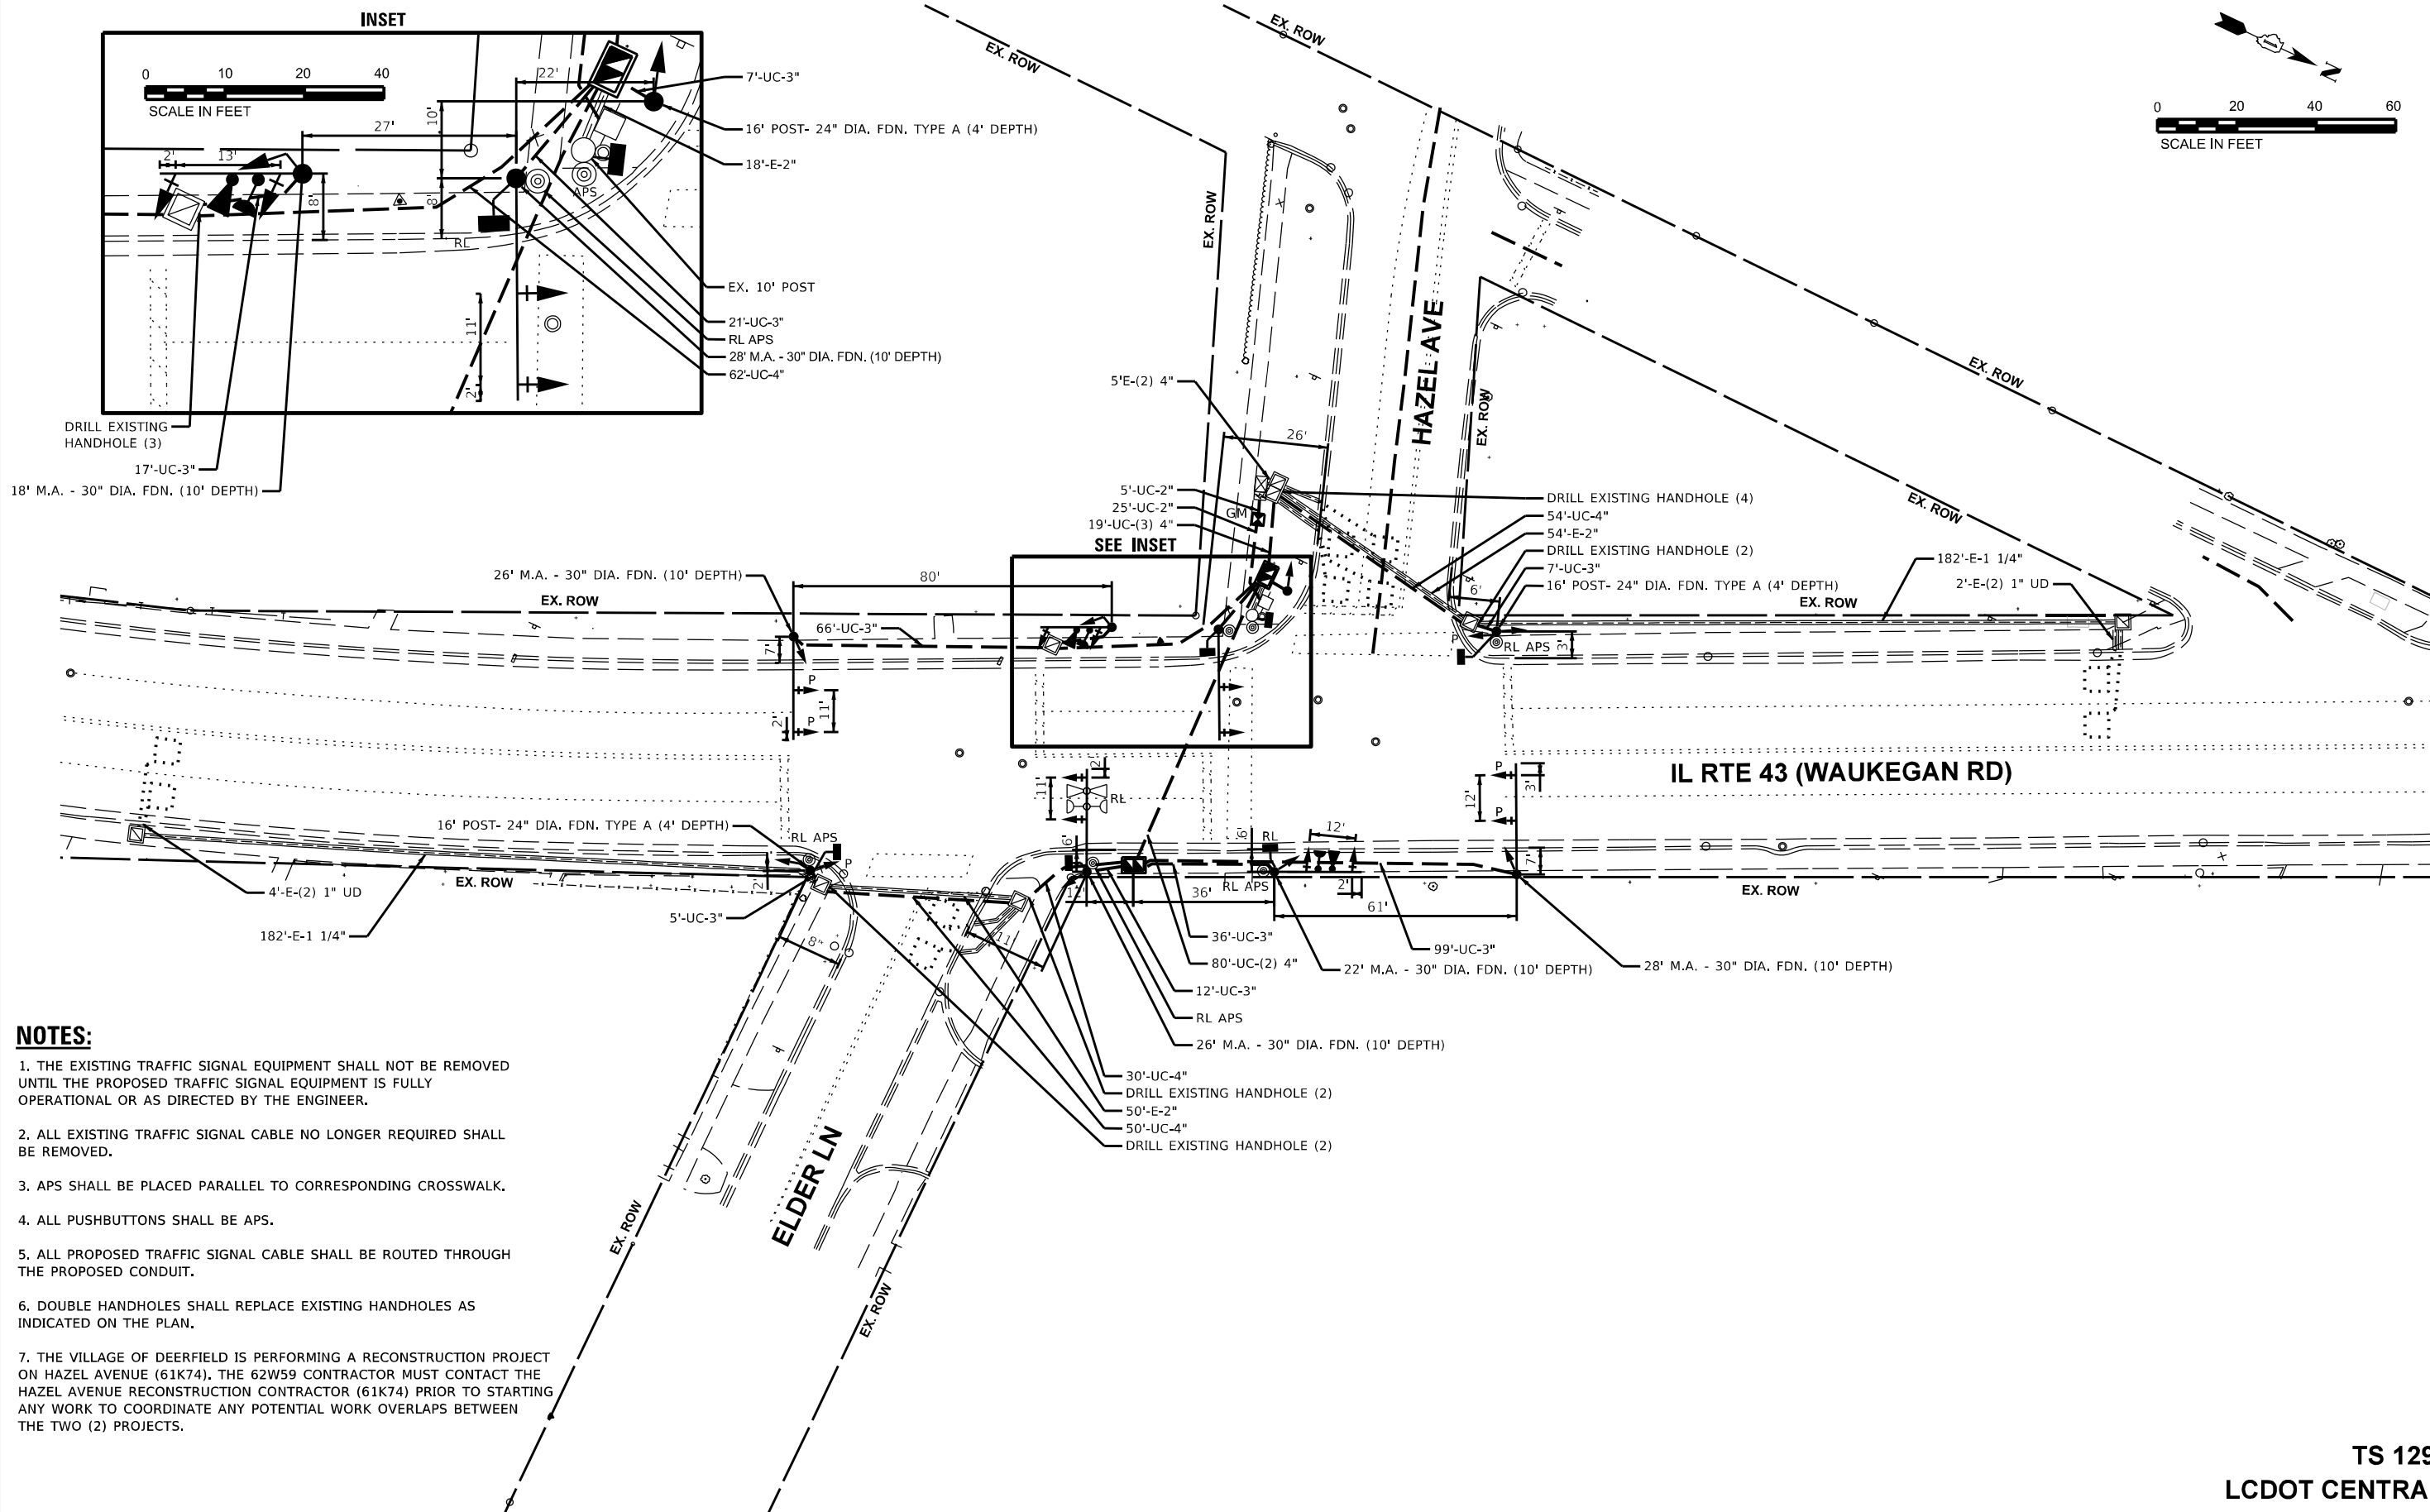 INSET
0 10 20 40
SCALE IN FEET
22'
10'
27'
2'
13'
8'
8'
APS
RL
11'
2'
7'-UC-3"
16' POST- 24" DIA. FDN. TYPE A (4' DEPTH)
18'-E-2"
EX. 10' POST
21'-UC-3"
RL APS
28' M.A. - 30" DIA. FDN. (10' DEPTH)
62'-UC-4"
DRILL EXISTING
HANDHOLE (3)
17'-UC-3"
18' M.A. - 30" DIA. FDN. (10' DEPTH)
EX. ROW
EX. ROW
N
0 20 40 60
SCALE IN FEET
EX. ROW
HAZEL AVE
EX. ROW
EX. ROW
EX. ROW
5'E-(2) 4"
26'
5'-UC-2"
25'-UC-2"
GM
19'-UC-(3) 4"
SEE INSET
DRILL EXISTING HANDHOLE (4)
54'-UC-4"
54'-E-2"
DRILL EXISTING HANDHOLE (2)
7'-UC-3"
16' POST- 24" DIA. FDN. TYPE A (4' DEPTH)
182'-E-1 1/4"
2'-E-(2) 1" UD
EX. ROW
6'
P
RL APS
3'
26' M.A. - 30" DIA. FDN. (10' DEPTH)
80'
EX. ROW
66'-UC-3"
7'
P
11'
P
2'
IL RTE 43 (WAUKEGAN RD)
2'
11'
RL
P
3'
12'
P
16' POST- 24" DIA. FDN. TYPE A (4' DEPTH)
RL APS
P
2'
6'
6'
RL
12'
7'
RL APS
2'
12'
36'
61'
EX. ROW
EX. ROW
4'-E-(2) 1" UD
182'-E-1 1/4"
5'-UC-3"
8'
11'
36'-UC-3"
80'-UC-(2) 4"
12'-UC-3"
RL APS
26' M.A. - 30" DIA. FDN. (10' DEPTH)
99'-UC-3"
22' M.A. - 30" DIA. FDN. (10' DEPTH)
28' M.A. - 30" DIA. FDN. (10' DEPTH)
30'-UC-4"
DRILL EXISTING HANDHOLE (2)
50'-E-2"
50'-UC-4"
DRILL EXISTING HANDHOLE (2)
ELDER LN
EX. ROW
EX. ROW
NOTES:
1. THE EXISTING TRAFFIC SIGNAL EQUIPMENT SHALL NOT BE REMOVED
UNTIL THE PROPOSED TRAFFIC SIGNAL EQUIPMENT IS FULLY
OPERATIONAL OR AS DIRECTED BY THE ENGINEER.
2. ALL EXISTING TRAFFIC SIGNAL CABLE NO LONGER REQUIRED SHALL
BE REMOVED.
3. APS SHALL BE PLACED PARALLEL TO CORRESPONDING CROSSWALK.
4. ALL PUSHBUTTONS SHALL BE APS.
5. ALL PROPOSED TRAFFIC SIGNAL CABLE SHALL BE ROUTED THROUGH
THE PROPOSED CONDUIT.
6. DOUBLE HANDHOLES SHALL REPLACE EXISTING HANDHOLES AS
INDICATED ON THE PLAN.
7. THE VILLAGE OF DEERFIELD IS PERFORMING A RECONSTRUCTION PROJECT
ON HAZEL AVENUE (61K74). THE 62W59 CONTRACTOR MUST CONTACT THE
HAZEL AVENUE RECONSTRUCTION CONTRACTOR (61K74) PRIOR TO STARTING
ANY WORK TO COORDINATE ANY POTENTIAL WORK OVERLAPS BETWEEN
THE TWO (2) PROJECTS.
TS 129
LCDOT CENTRA